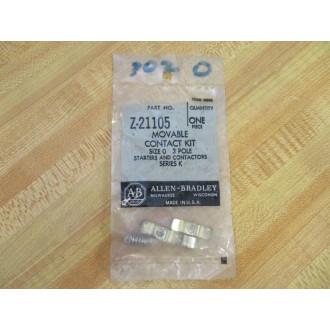 302 0
PART NO. QUANTITY
Z-21105 ONE
PIECE
MOVABLE
CONTACT KIT
SIZE 0 3 POLE
STARTERS AND CONTACTORS
SERIES K
AB
ALLEN-BRADLEY
MILWAUKEE WISCONSIN
MADE IN U.S.A.